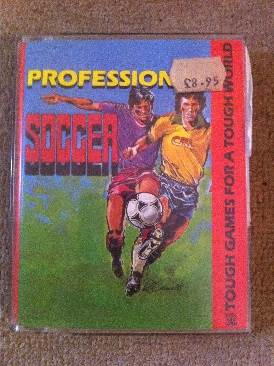 PROFESSION
£8.95
SOCCER
TOUGH GAMES FOR A TOUGH WORLD